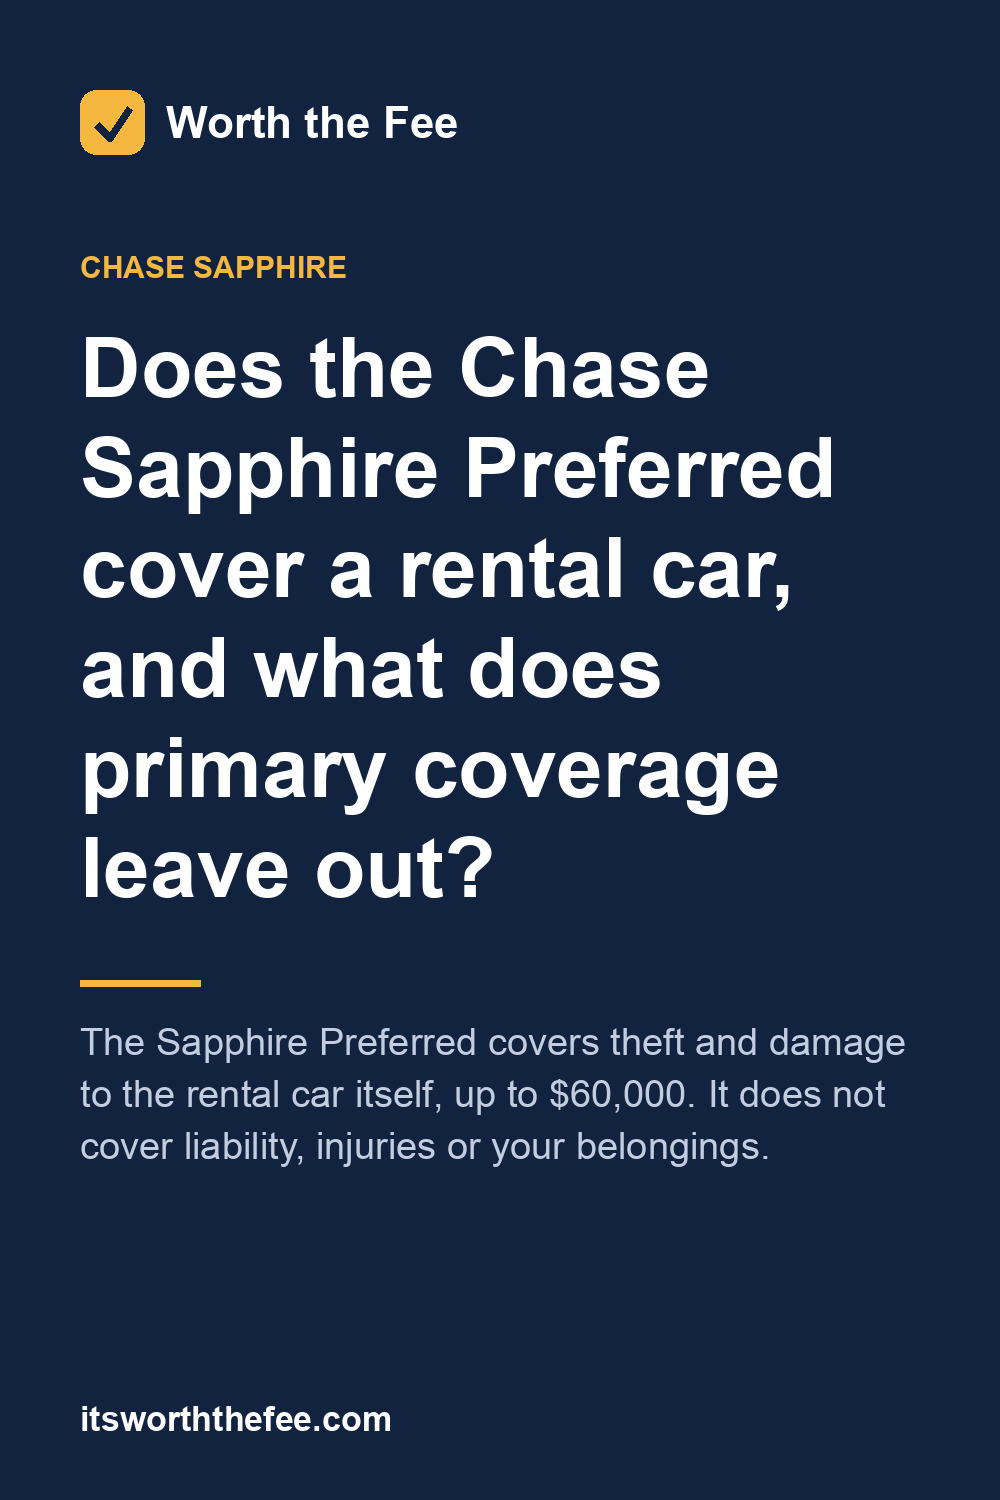 Worth the Fee
CHASE SAPPHIRE
Does the Chase
Sapphire Preferred
cover a rental car,
and what does
primary coverage
leave out?
The Sapphire Preferred covers theft and damage
to the rental car itself, up to $60,000. It does not
cover liability, injuries or your belongings.
itsworththefee.com